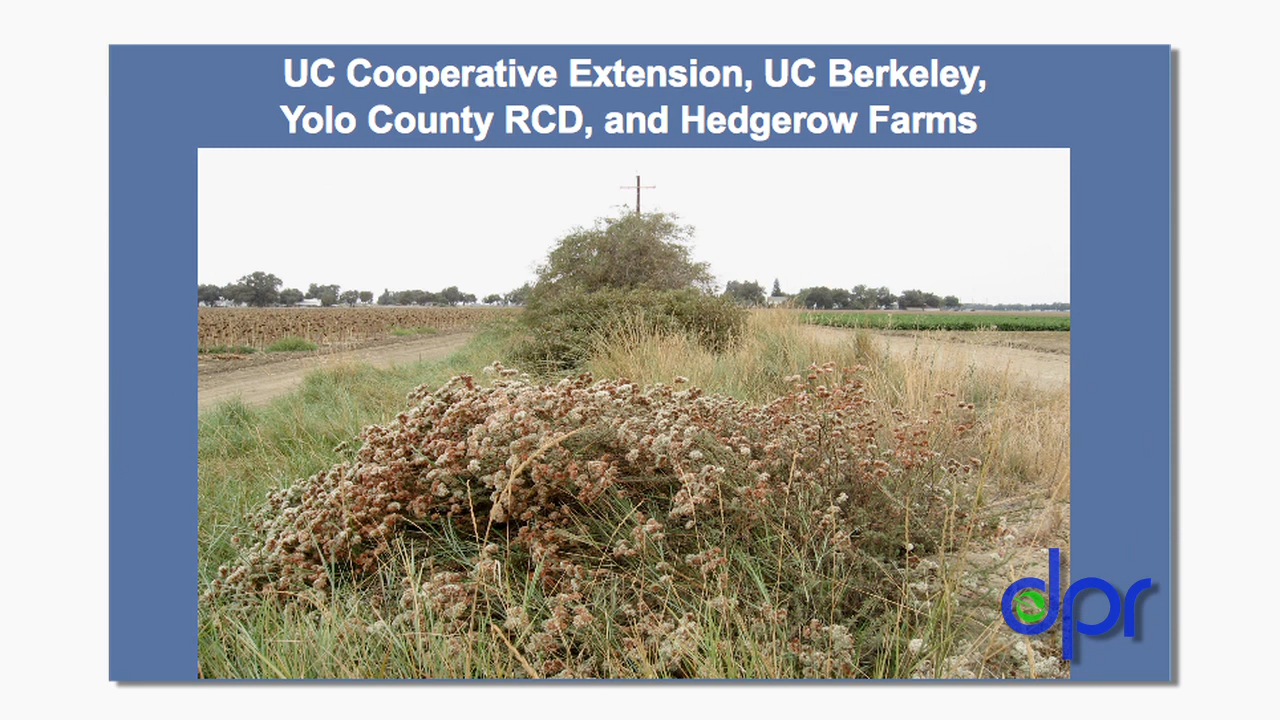 UC Cooperative Extension, UC Berkeley,
Yolo County RCD, and Hedgerow Farms
dpr